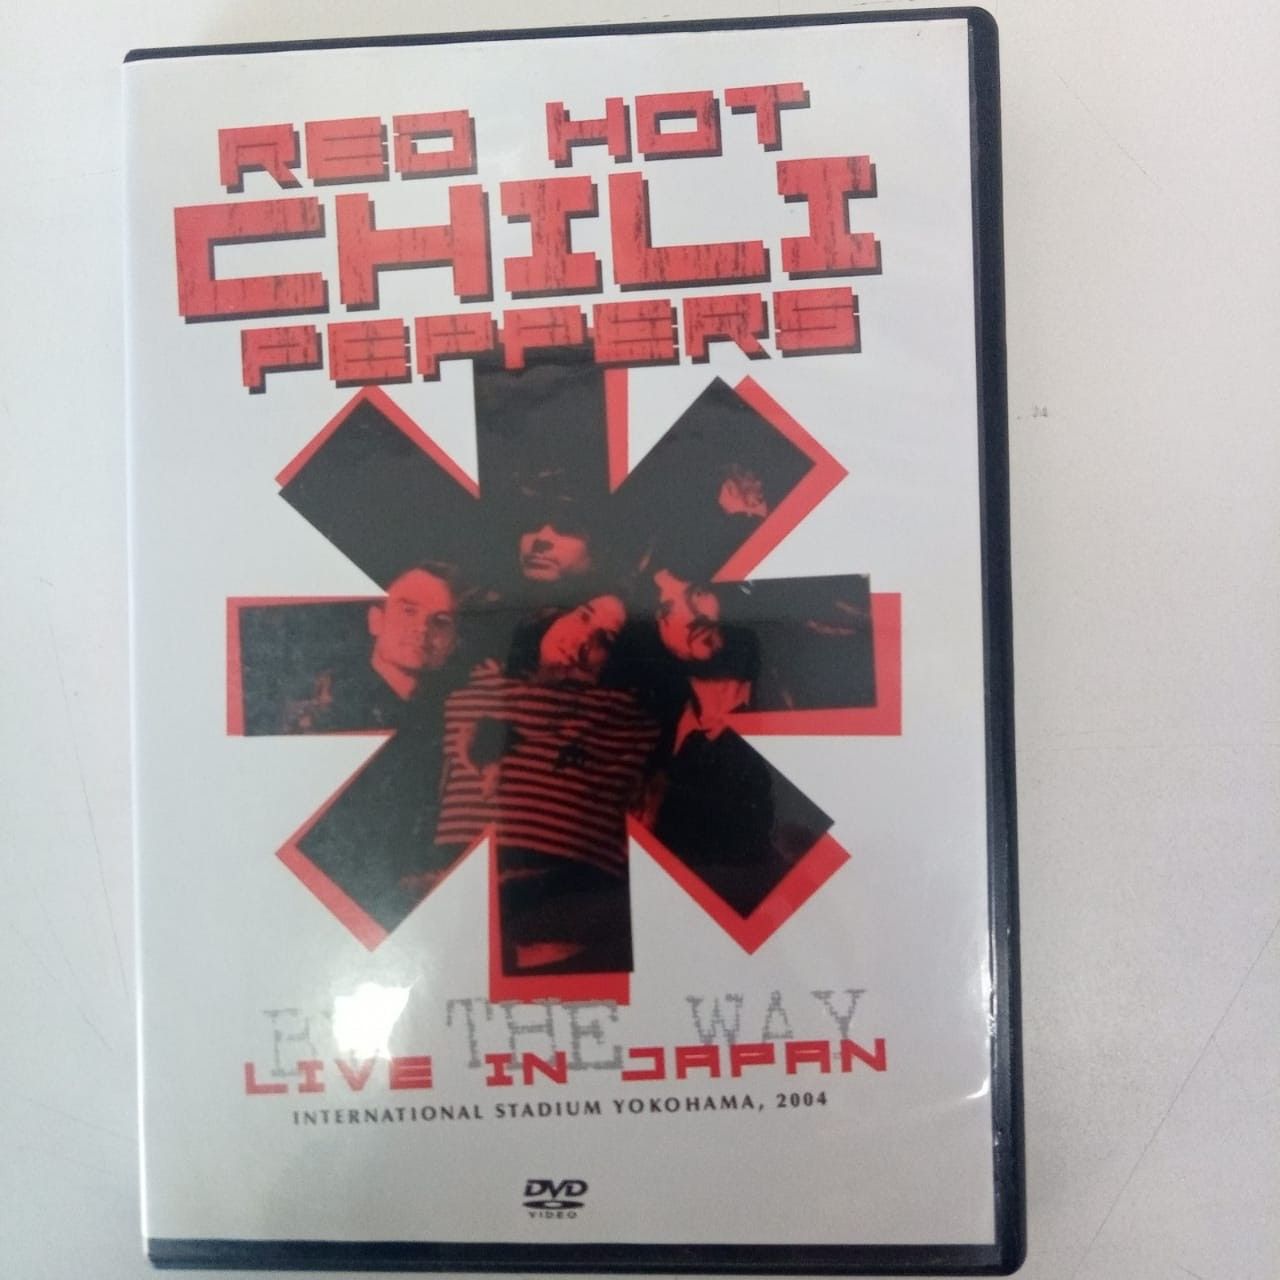 RED HOT
CHILI
PEPPERS
BY THE WAY
LIVE IN JAPAN
INTERNATIONAL STADIUM YOKOHAMA, 2004
DVD
VIDEO